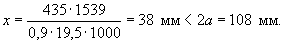 x = 435·1539 / 0,9·19,5·1000 = 38 мм < 2a = 108 мм.